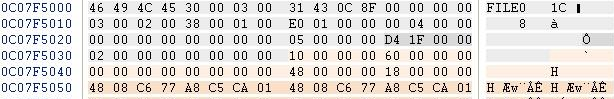 0C07F5000 46 49 4C 45 30 00 03 00 31 43 0C 8F 00 00 00 00 FILE0 1C
0C07F5010 03 00 02 00 38 00 01 00 E0 01 00 00 00 04 00 00 8 à
0C07F5020 00 00 00 00 00 00 00 00 05 00 00 00 D4 1F 00 00 Ô
0C07F5030 02 00 00 00 00 00 00 00 10 00 00 00 60 00 00 00 `
0C07F5040 00 00 00 00 00 00 00 00 48 00 00 00 18 00 00 00 H
0C07F5050 48 08 C6 77 A8 C5 CA 01 48 08 C6 77 A8 C5 CA 01 H Æw¨ÅÊ H Æw¨ÅÊ